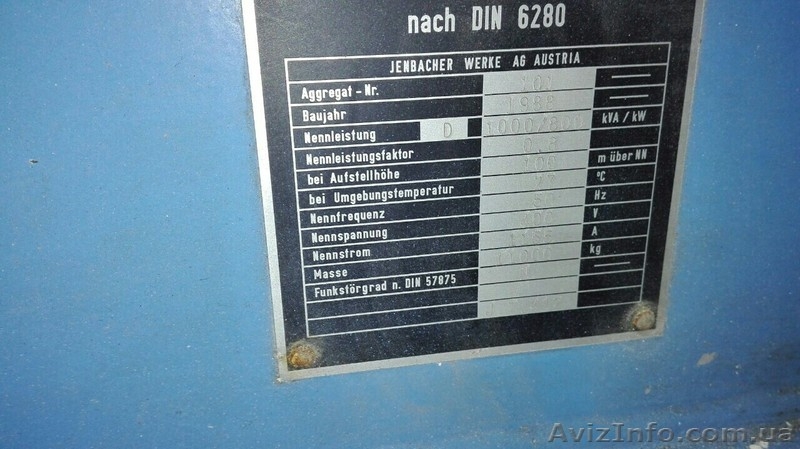 nach DIN 6280
JENBACHER WERKE AG AUSTRIA
Aggregat-Nr.
Baujahr 1988
Nennleistung D 1000/800 kVA / kW
Nennleistungsfaktor 0,8
bei Aufstellhöhe 100 m über NN
bei Umgebungstemperatur °C
Nennfrequenz Hz
Nennspannung V
Nennstrom A
Masse kg
Funkstörgrad n. DIN 57875
AvizInfo.com.ua